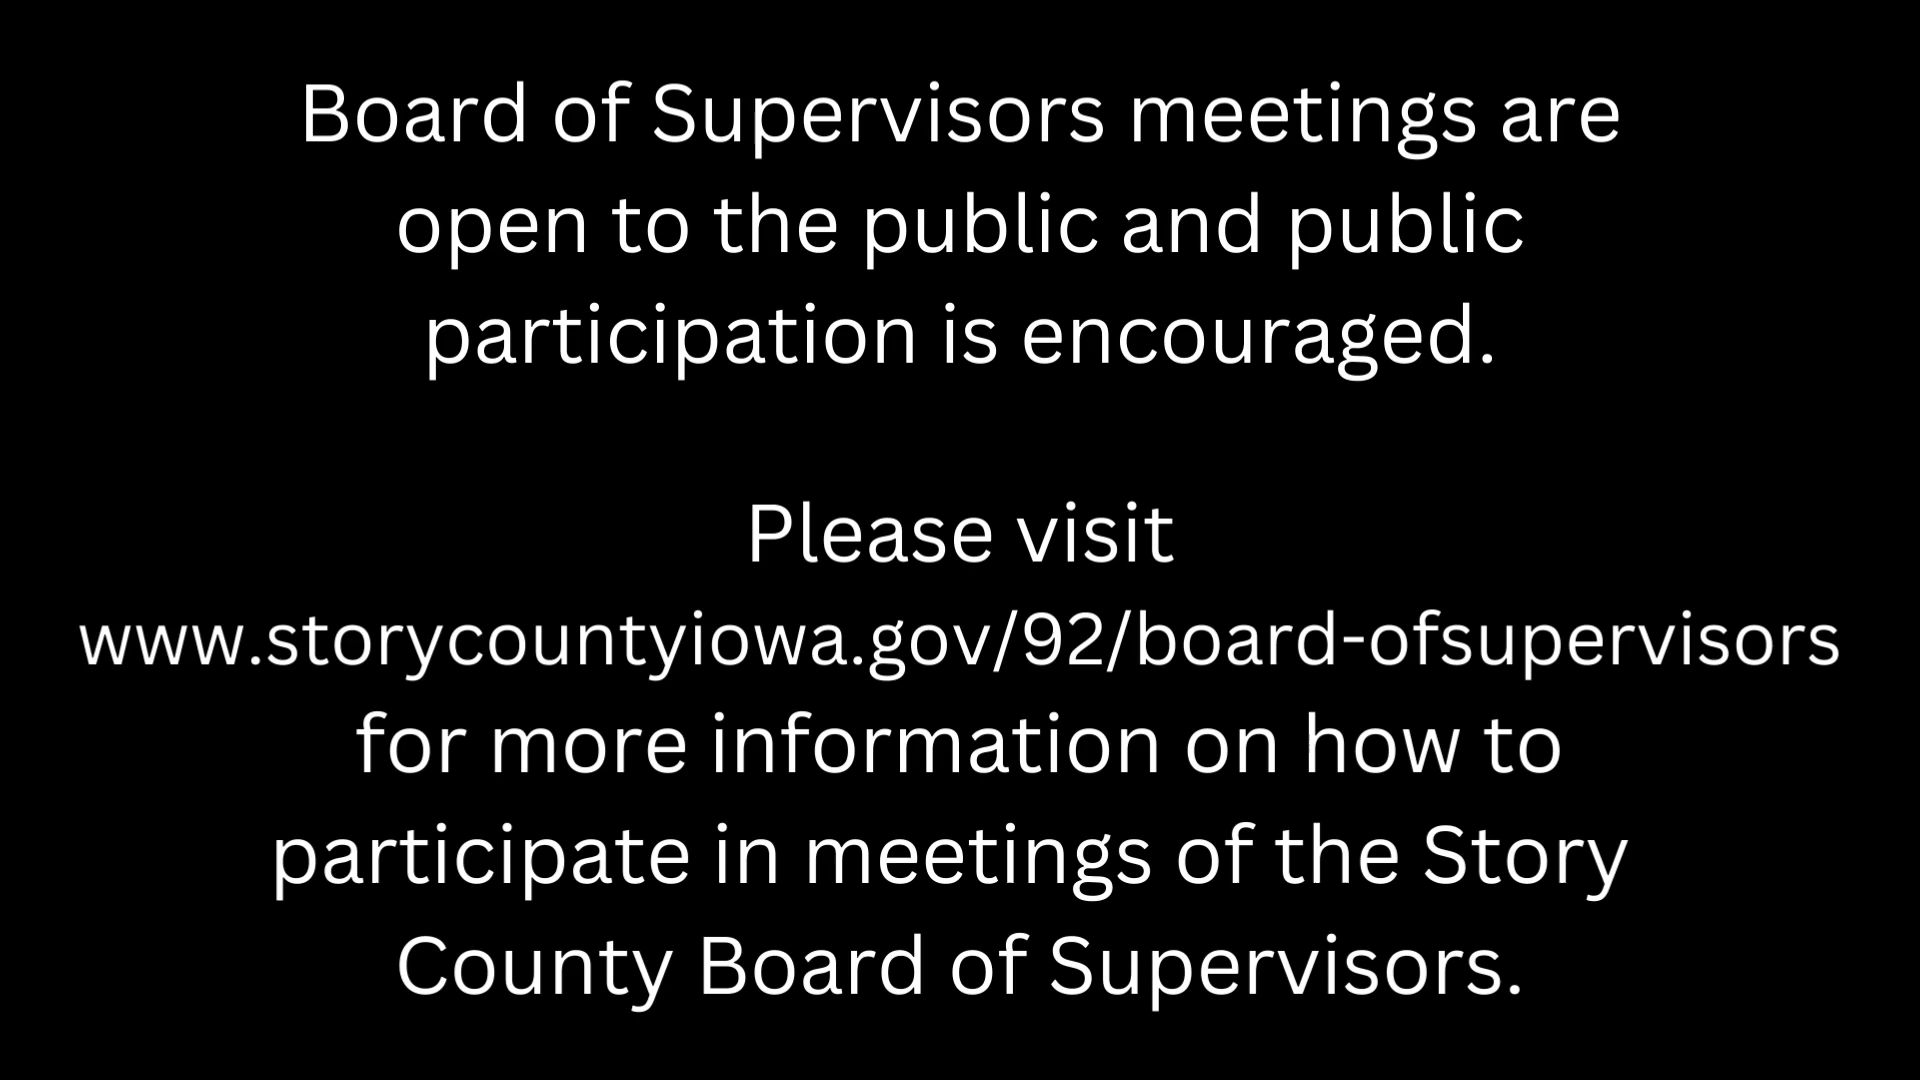 Board of Supervisors meetings are
open to the public and public
participation is encouraged.
Please visit
www.storycountyiowa.gov/92/board-ofsupervisors
for more information on how to
participate in meetings of the Story
County Board of Supervisors.